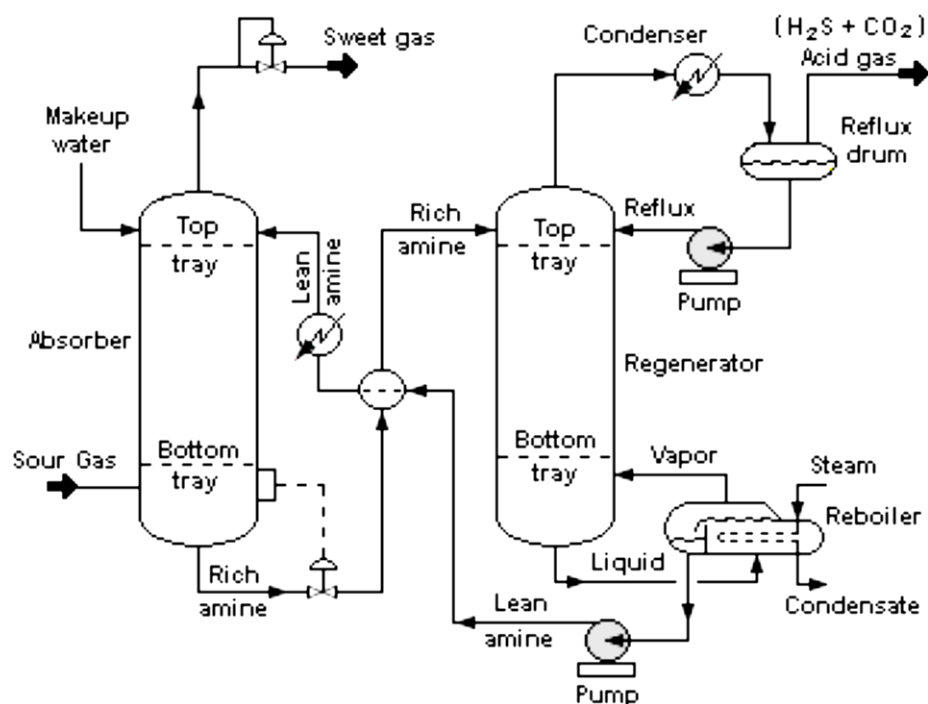 Sweet gas
Condenser
(H₂S + CO₂)
Acid gas
Makeup
water
Reflux
drum
Top
tray
Lean
amine
Rich
amine
Top
tray
Reflux
Pump
Absorber
Regenerator
Sour Gas
Bottom
tray
Bottom
tray
Vapor
Steam
Reboiler
Rich
amine
Liquid
Condensate
Lean
amine
Pump